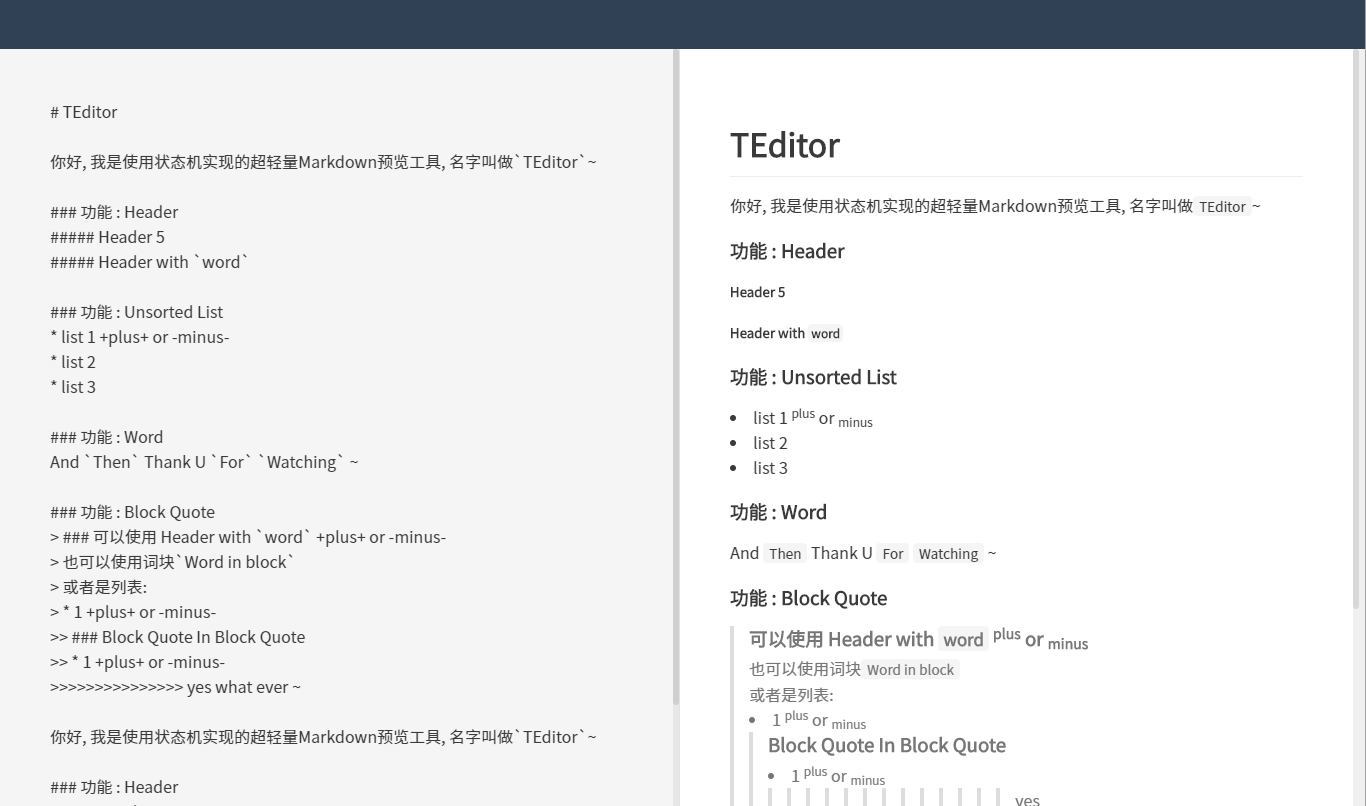 # TEditor
你好, 我是使用状态机实现的超轻量Markdown预览工具, 名字叫做`TEditor`~
### 功能 : Header
##### Header 5
##### Header with `word`
### 功能 : Unsorted List
* list 1 +plus+ or -minus-
* list 2
* list 3
### 功能 : Word
And `Then` Thank U `For` `Watching` ~
### 功能 : Block Quote
> ### 可以使用 Header with `word` +plus+ or -minus-
> 也可以使用词块`Word in block`
> 或者是列表:
> * 1 +plus+ or -minus-
>> ### Block Quote In Block Quote
>> * 1 +plus+ or -minus-
>>>>>>>>>>>>>>> yes what ever ~
你好, 我是使用状态机实现的超轻量Markdown预览工具, 名字叫做`TEditor`~
### 功能 : Header
TEditor
你好, 我是使用状态机实现的超轻量Markdown预览工具, 名字叫做 TEditor ~
功能 : Header
Header 5
Header with word
功能 : Unsorted List
• list 1 plus or minus
• list 2
• list 3
功能 : Word
And Then Thank U For Watching ~
功能 : Block Quote
可以使用 Header with word plus or minus
也可以使用词块 Word in block
或者是列表:
• 1 plus or minus
Block Quote In Block Quote
• 1 plus or minus
yes